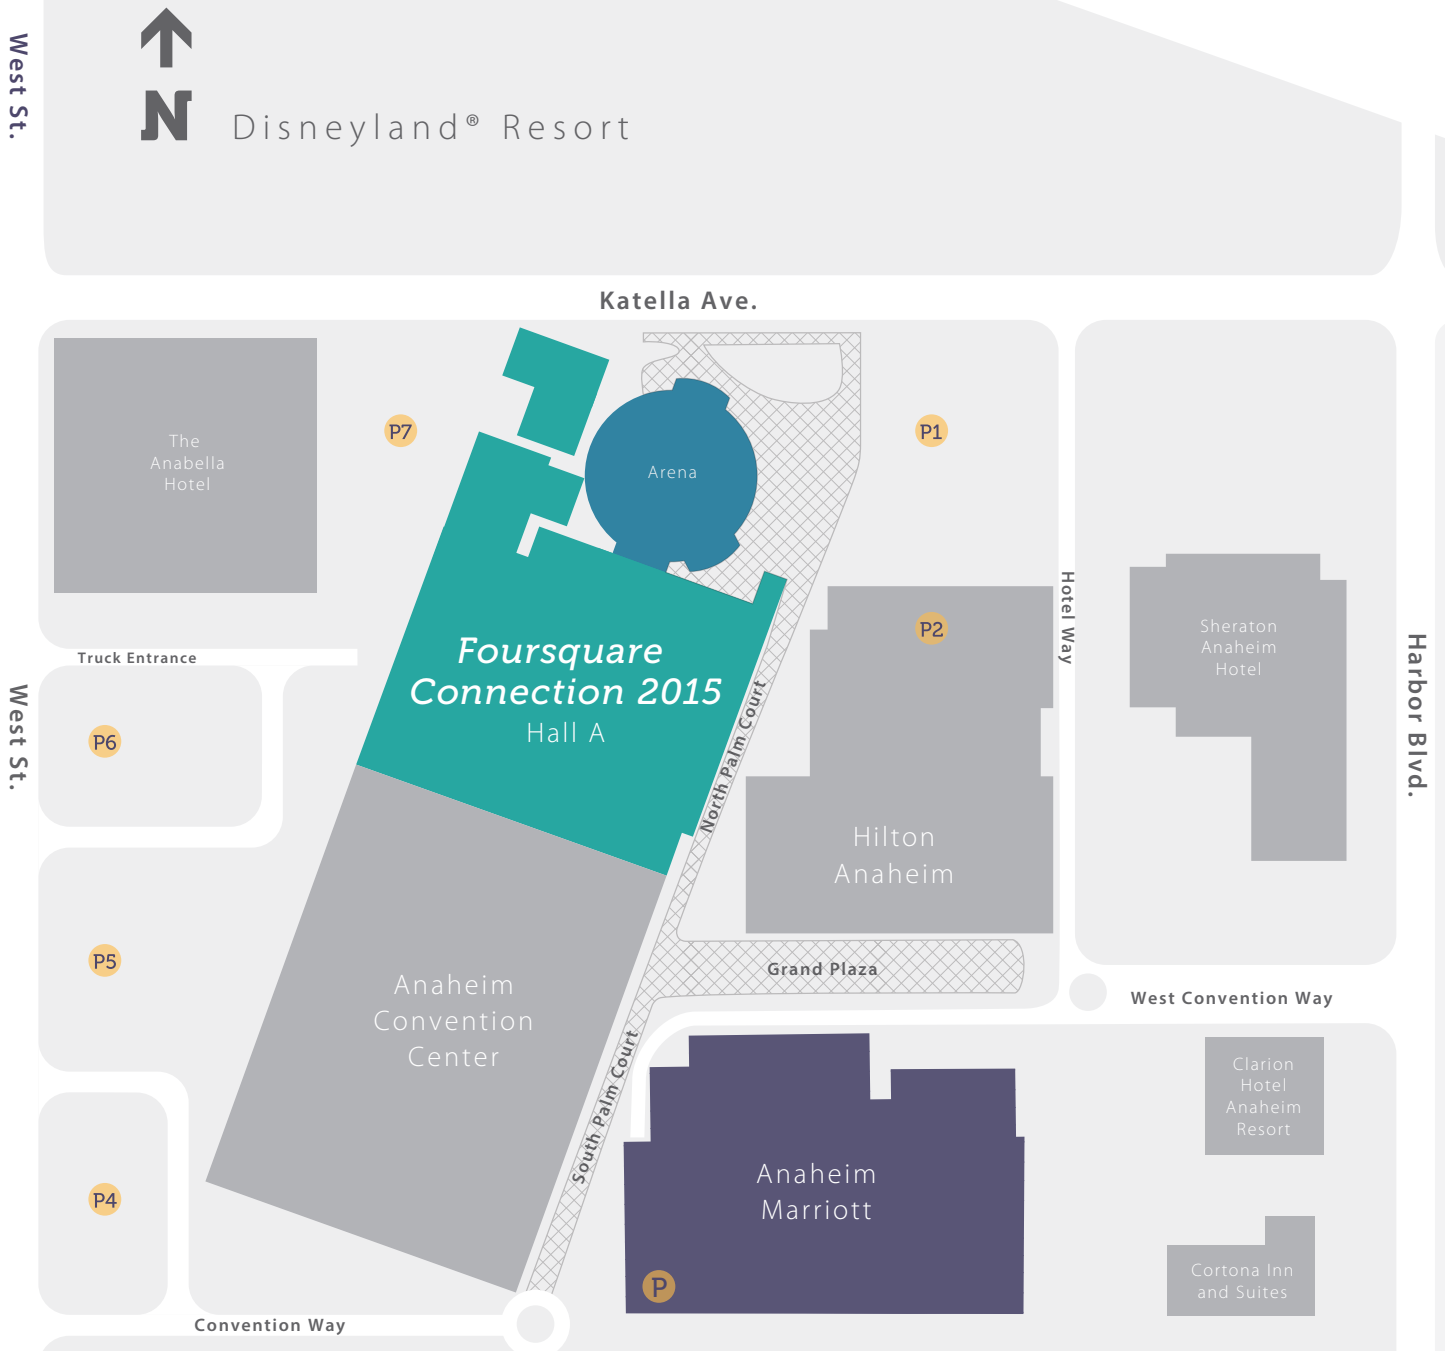 West St.
N
Disneyland® Resort
Katella Ave.
The
Anabella
Hotel
P7
Arena
P1
P2
Hotel Way
Sheraton
Anaheim
Hotel
Harbor Blvd.
Truck Entrance
Foursquare
Connection 2015
Hall A
North Palm Court
West St.
P6
Hilton
Anaheim
P5
Grand Plaza
West Convention Way
Anaheim
Convention
Center
South Palm Court
Clarion
Hotel
Anaheim
Resort
Anaheim
Marriott
P4
P
Cortona Inn
and Suites
Convention Way